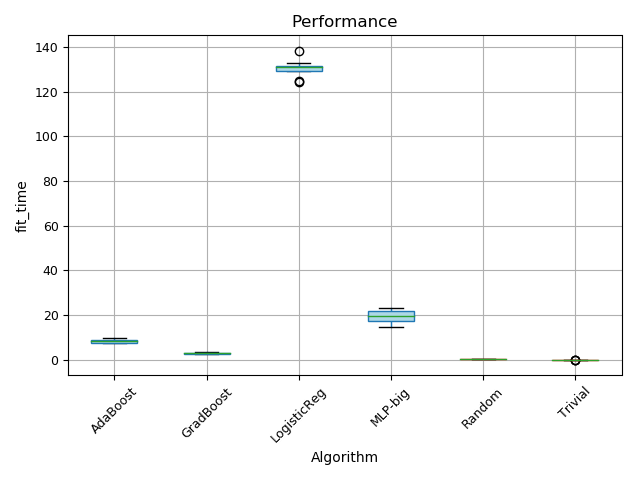 Performance
140
120
100
80
60
40
20
0
fit_time
AdaBoost
GradBoost
LogisticReg
MLP-big
Random
Trivial
Algorithm